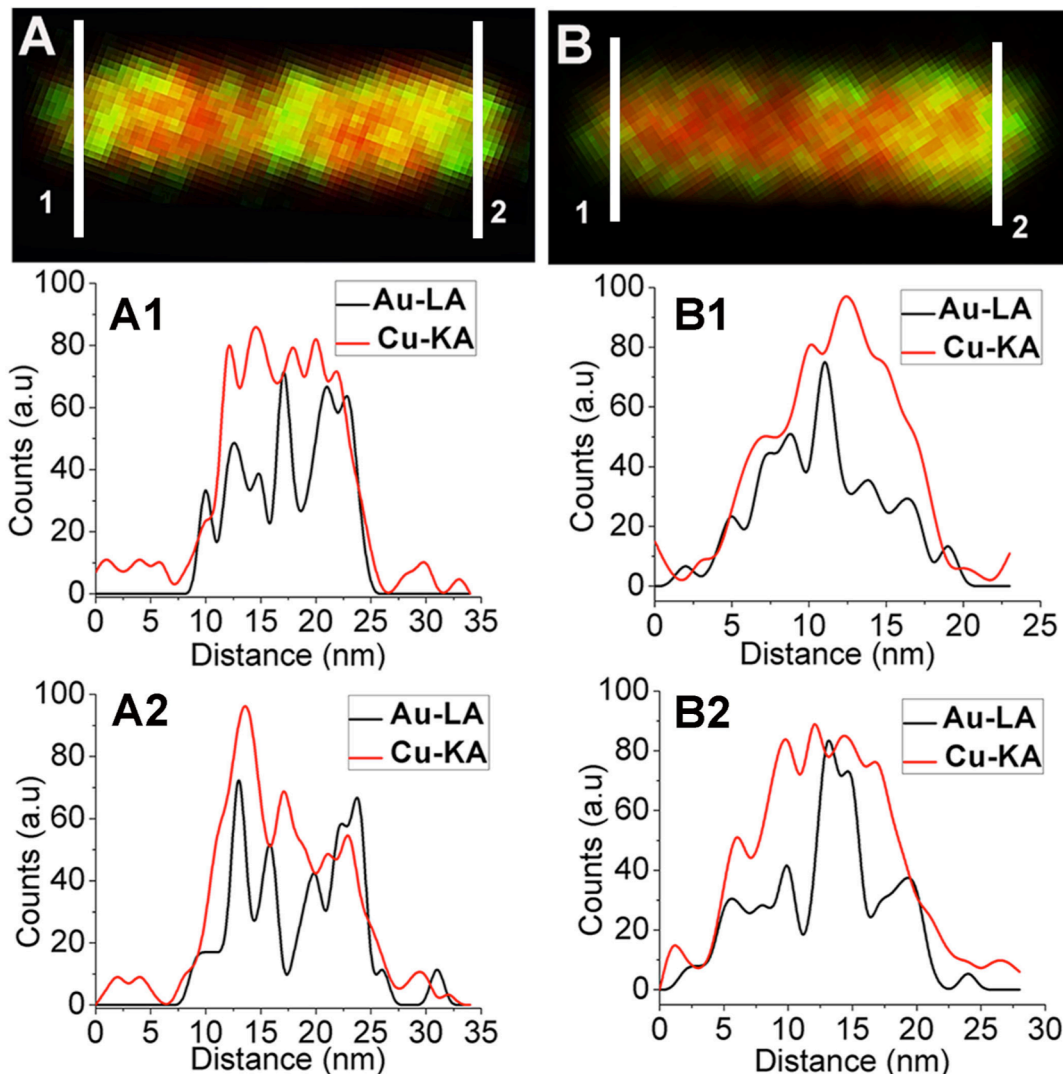 A
1
2
B
1
2
A1
Au-LA
Cu-KA
Counts (a.u)
100
80
60
40
20
0
0 5 10 15 20 25 30 35
Distance (nm)
B1
Au-LA
Cu-KA
Counts (a.u)
100
80
60
40
20
0
0 5 10 15 20 25
Distance (nm)
A2
Au-LA
Cu-KA
Counts (a.u)
100
80
60
40
20
0
0 5 10 15 20 25 30
Distance (nm)
B2
Au-LA
Cu-KA
Counts (a.u)
100
80
60
40
20
0
0 5 10 15 20 25 30
Distance (nm)